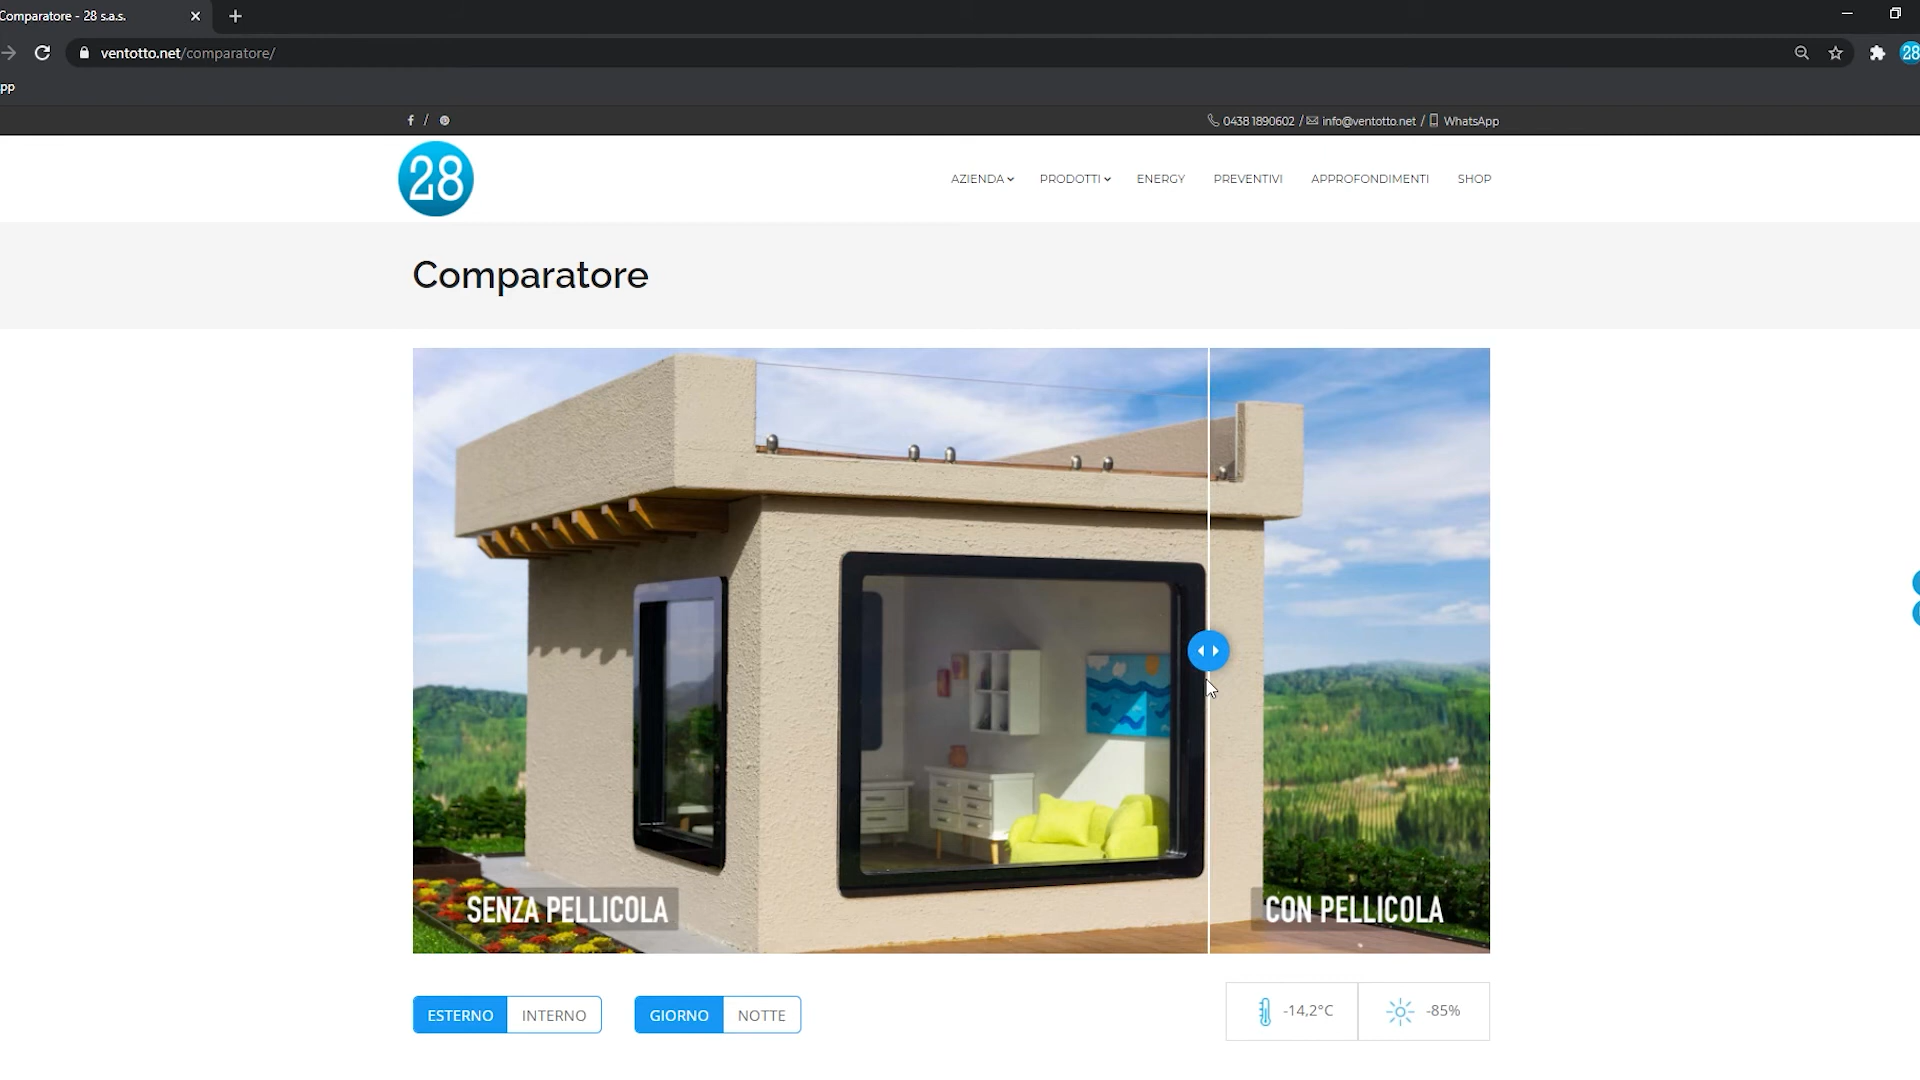 Comparatore - 28 s.a.s.
ventotto.net/comparatore/
28
pp
0438 1890602 / info@ventotto.net / WhatsApp
28
AZIENDA PRODOTTI ENERGY PREVENTIVI APPROFONDIMENTI SHOP
Comparatore
SENZA PELLICOLA
CON PELLICOLA
ESTERNO INTERNO GIORNO NOTTE
-14,2°C -85%